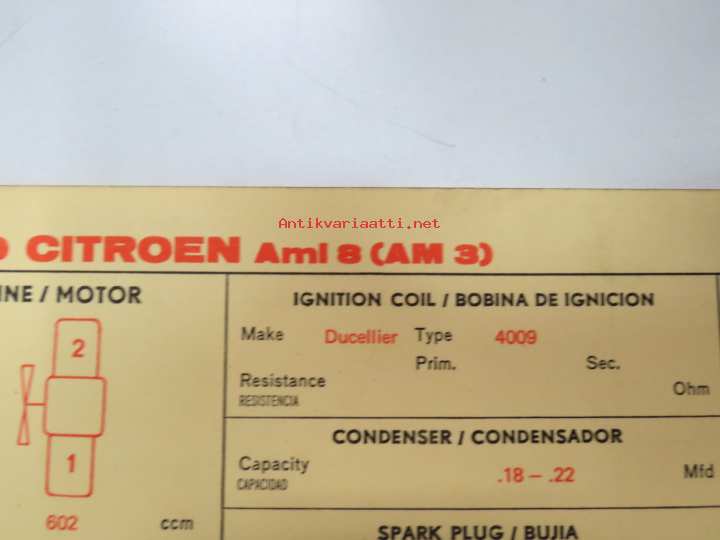 Antikvariaatti.net
CITROEN Ami 8 (AM 3)
INE / MOTOR
2
1
602 ccm
IGNITION COIL / BOBINA DE IGNICION
Make Ducellier Type 4009
Prim. Sec.
Resistance Ohm
RESISTENCIA
CONDENSER / CONDENSADOR
Capacity .18 – .22 Mfd
CAPACIDAD
SPARK PLUG / BUJIA